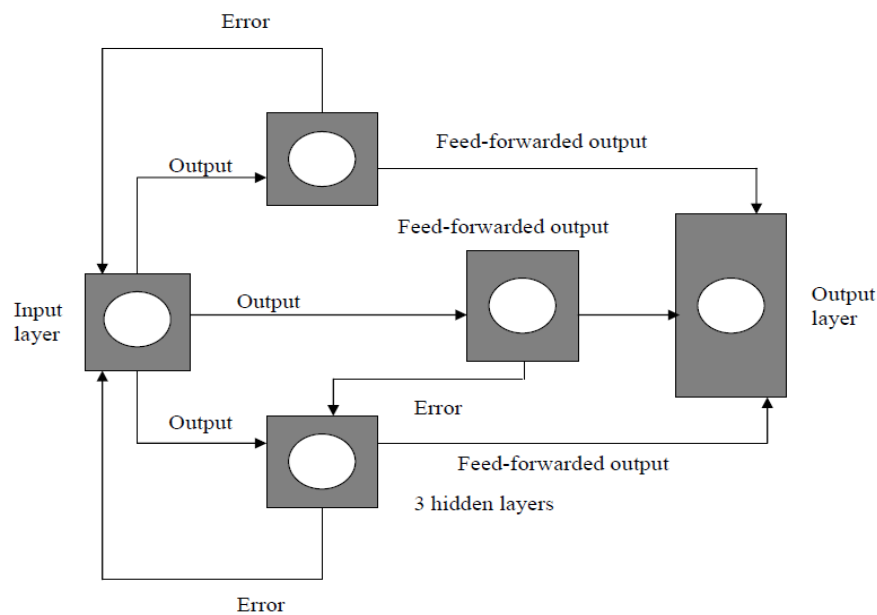 Error
Feed-forwarded output
Output
Feed-forwarded output
Input
layer
Output
Output
layer
Error
Output
Feed-forwarded output
3 hidden layers
Error